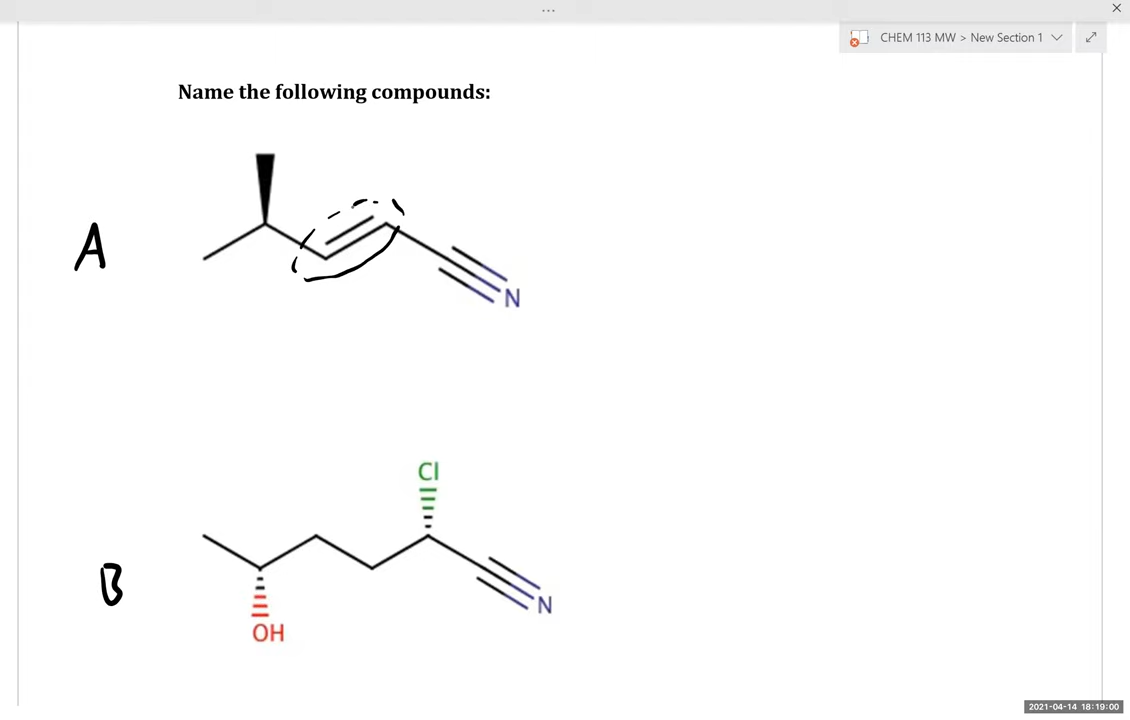 CHEM 113 MW > New Section 1
Name the following compounds:
A
N
Cl
B
N
OH
2021-04-14 18:19:00